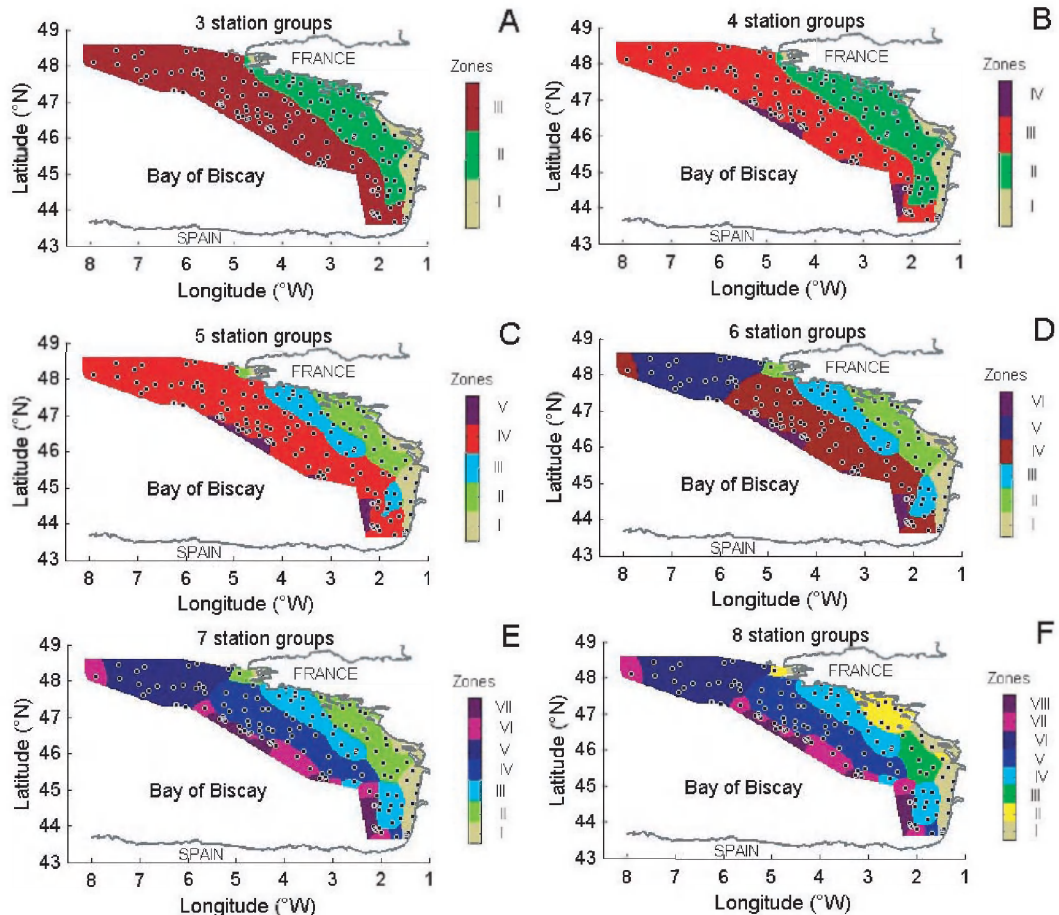 A
3 station groups
49
48
47
46
45
44
43
Latitude (°N)
FRANCE
Bay of Biscay
SPAIN
8 7 6 5 4 3 2 1
Longitude (°W)
Zones
III
II
I
B
4 station groups
49
48
47
46
45
44
43
Latitude (°N)
FRANCE
Bay of Biscay
SPAIN
8 7 6 5 4 3 2 1
Longitude (°W)
Zones
IV
III
II
I
C
5 station groups
49
48
47
46
45
44
43
Latitude (°N)
FRANCE
Bay of Biscay
SPAIN
8 7 6 5 4 3 2 1
Longitude (°W)
Zones
V
IV
III
II
I
D
6 station groups
49
48
47
46
45
44
43
Latitude (°N)
FRANCE
Bay of Biscay
SPAIN
8 7 6 5 4 3 2 1
Longitude (°W)
Zones
VI
V
IV
III
II
I
E
7 station groups
49
48
47
46
45
44
43
Latitude (°N)
FRANCE
Bay of Biscay
SPAIN
8 7 6 5 4 3 2 1
Longitude (°W)
Zones
VII
VI
V
IV
III
II
I
F
8 station groups
49
48
47
46
45
44
43
Latitude (°N)
FRANCE
Bay of Biscay
SPAIN
8 7 6 5 4 3 2 1
Longitude (°W)
Zones
VIII
VII
VI
V
IV
III
II
I